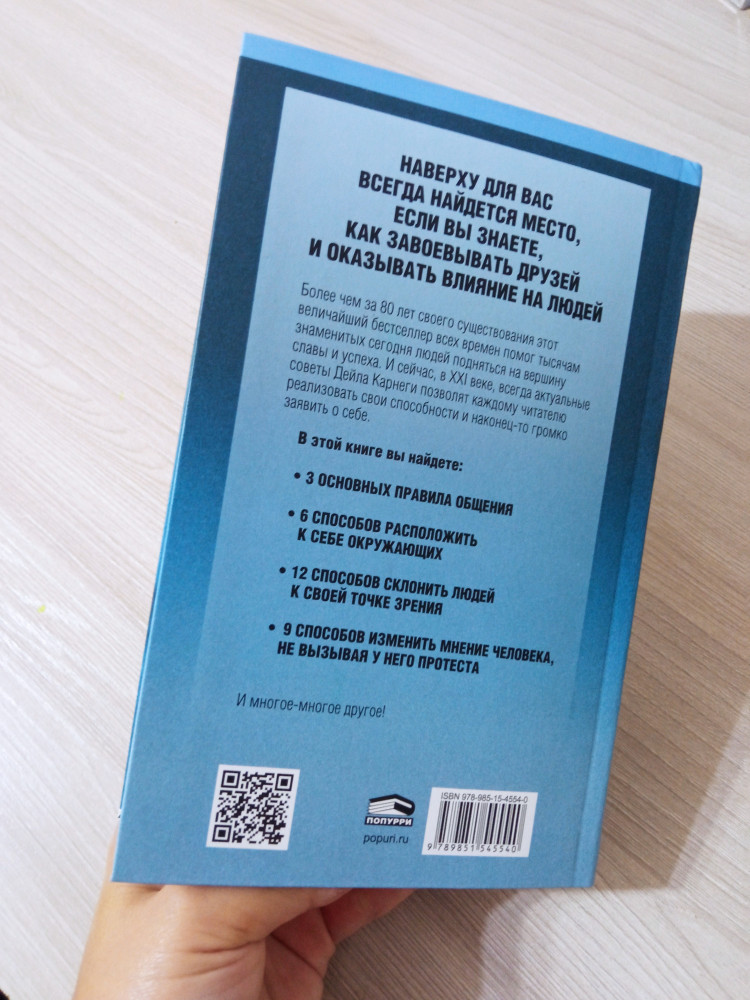 НАВЕРХУ ДЛЯ ВАС
ВСЕГДА НАЙДЕТСЯ МЕСТО,
ЕСЛИ ВЫ ЗНАЕТЕ,
КАК ЗАВОЕВЫВАТЬ ДРУЗЕЙ
И ОКАЗЫВАТЬ ВЛИЯНИЕ НА ЛЮДЕЙ
Более чем за 80 лет своего существования этот
величайший бестселлер всех времен помог тысячам
знаменитых сегодня людей подняться на вершину
славы и успеха. И сейчас, в XXI веке, всегда актуальные
советы Дейла Карнеги позволят каждому читателю
реализовать свои способности и наконец-то громко
заявить о себе.
В этой книге вы найдете:
• 3 ОСНОВНЫХ ПРАВИЛА ОБЩЕНИЯ
• 6 СПОСОБОВ РАСПОЛОЖИТЬ
К СЕБЕ ОКРУЖАЮЩИХ
• 12 СПОСОБОВ СКЛОНИТЬ ЛЮДЕЙ
К СВОЕЙ ТОЧКЕ ЗРЕНИЯ
• 9 СПОСОБОВ ИЗМЕНИТЬ МНЕНИЕ ЧЕЛОВЕКА,
НЕ ВЫЗЫВАЯ У НЕГО ПРОТЕСТА
И многое-многое другое!
ПОПУРРИ
popuri.ru
ISBN 978-985-15-4554-0
9 789851 545540